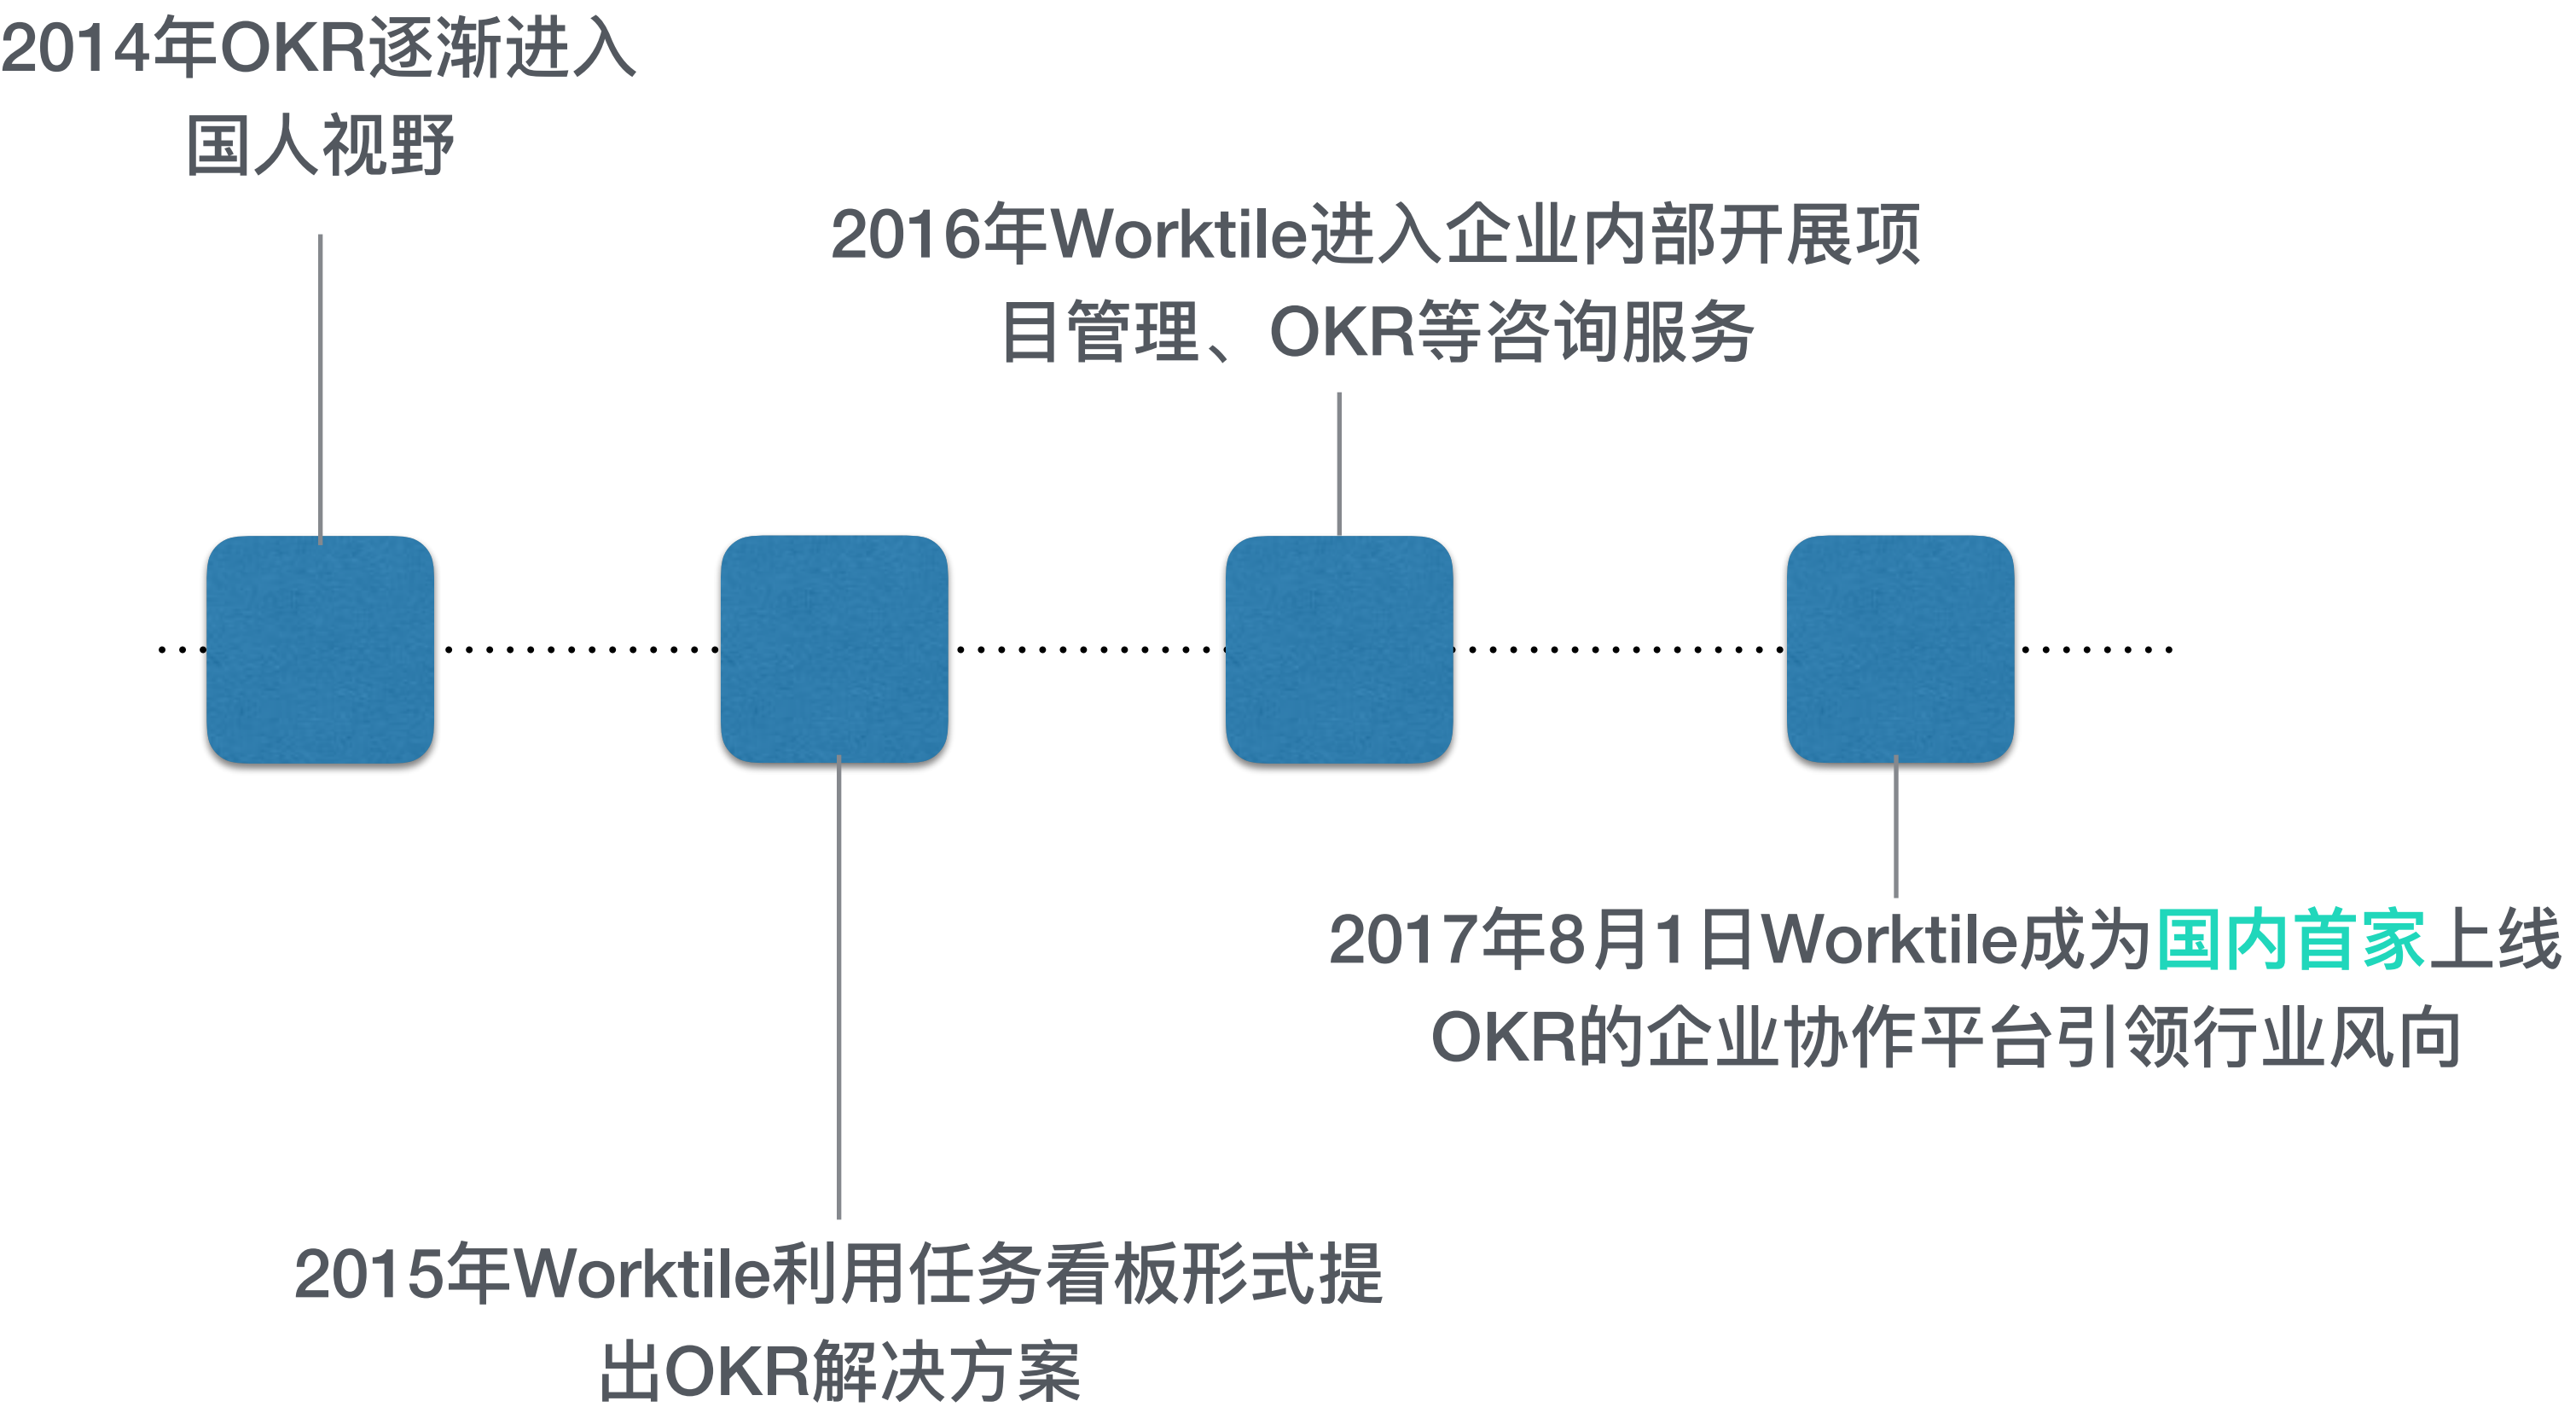 2014年OKR逐渐进入
国人视野
2016年Worktile进入企业内部开展项
目管理、OKR等咨询服务
2017年8月1日Worktile成为国内首家上线
OKR的企业协作平台引领行业风向
2015年Worktile利用任务看板形式提
出OKR解决方案